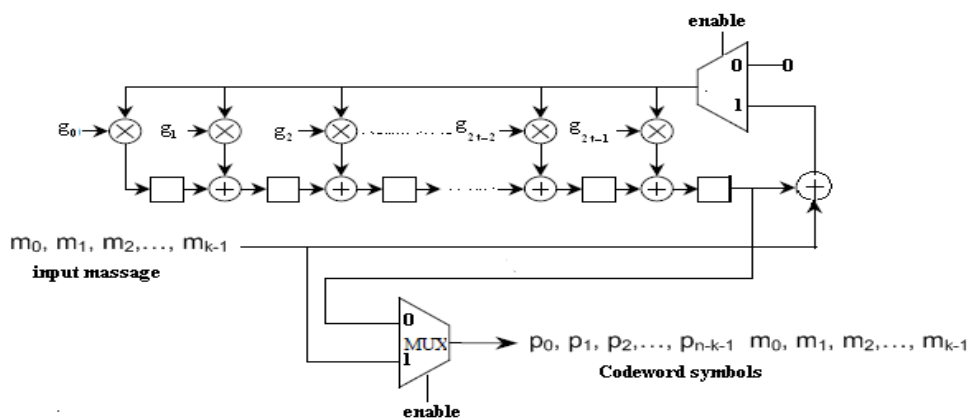 enable
0 0
1
g₀ g₁ g₂ ........... g₂ₜ₋₂ g₂ₜ₋₁
m₀, m₁, m₂,..., mₖ₋₁
input massage
0
MUX
1
p₀, p₁, p₂,..., pₙ₋ₖ₋₁ m₀, m₁, m₂,..., mₖ₋₁
Codeword symbols
enable